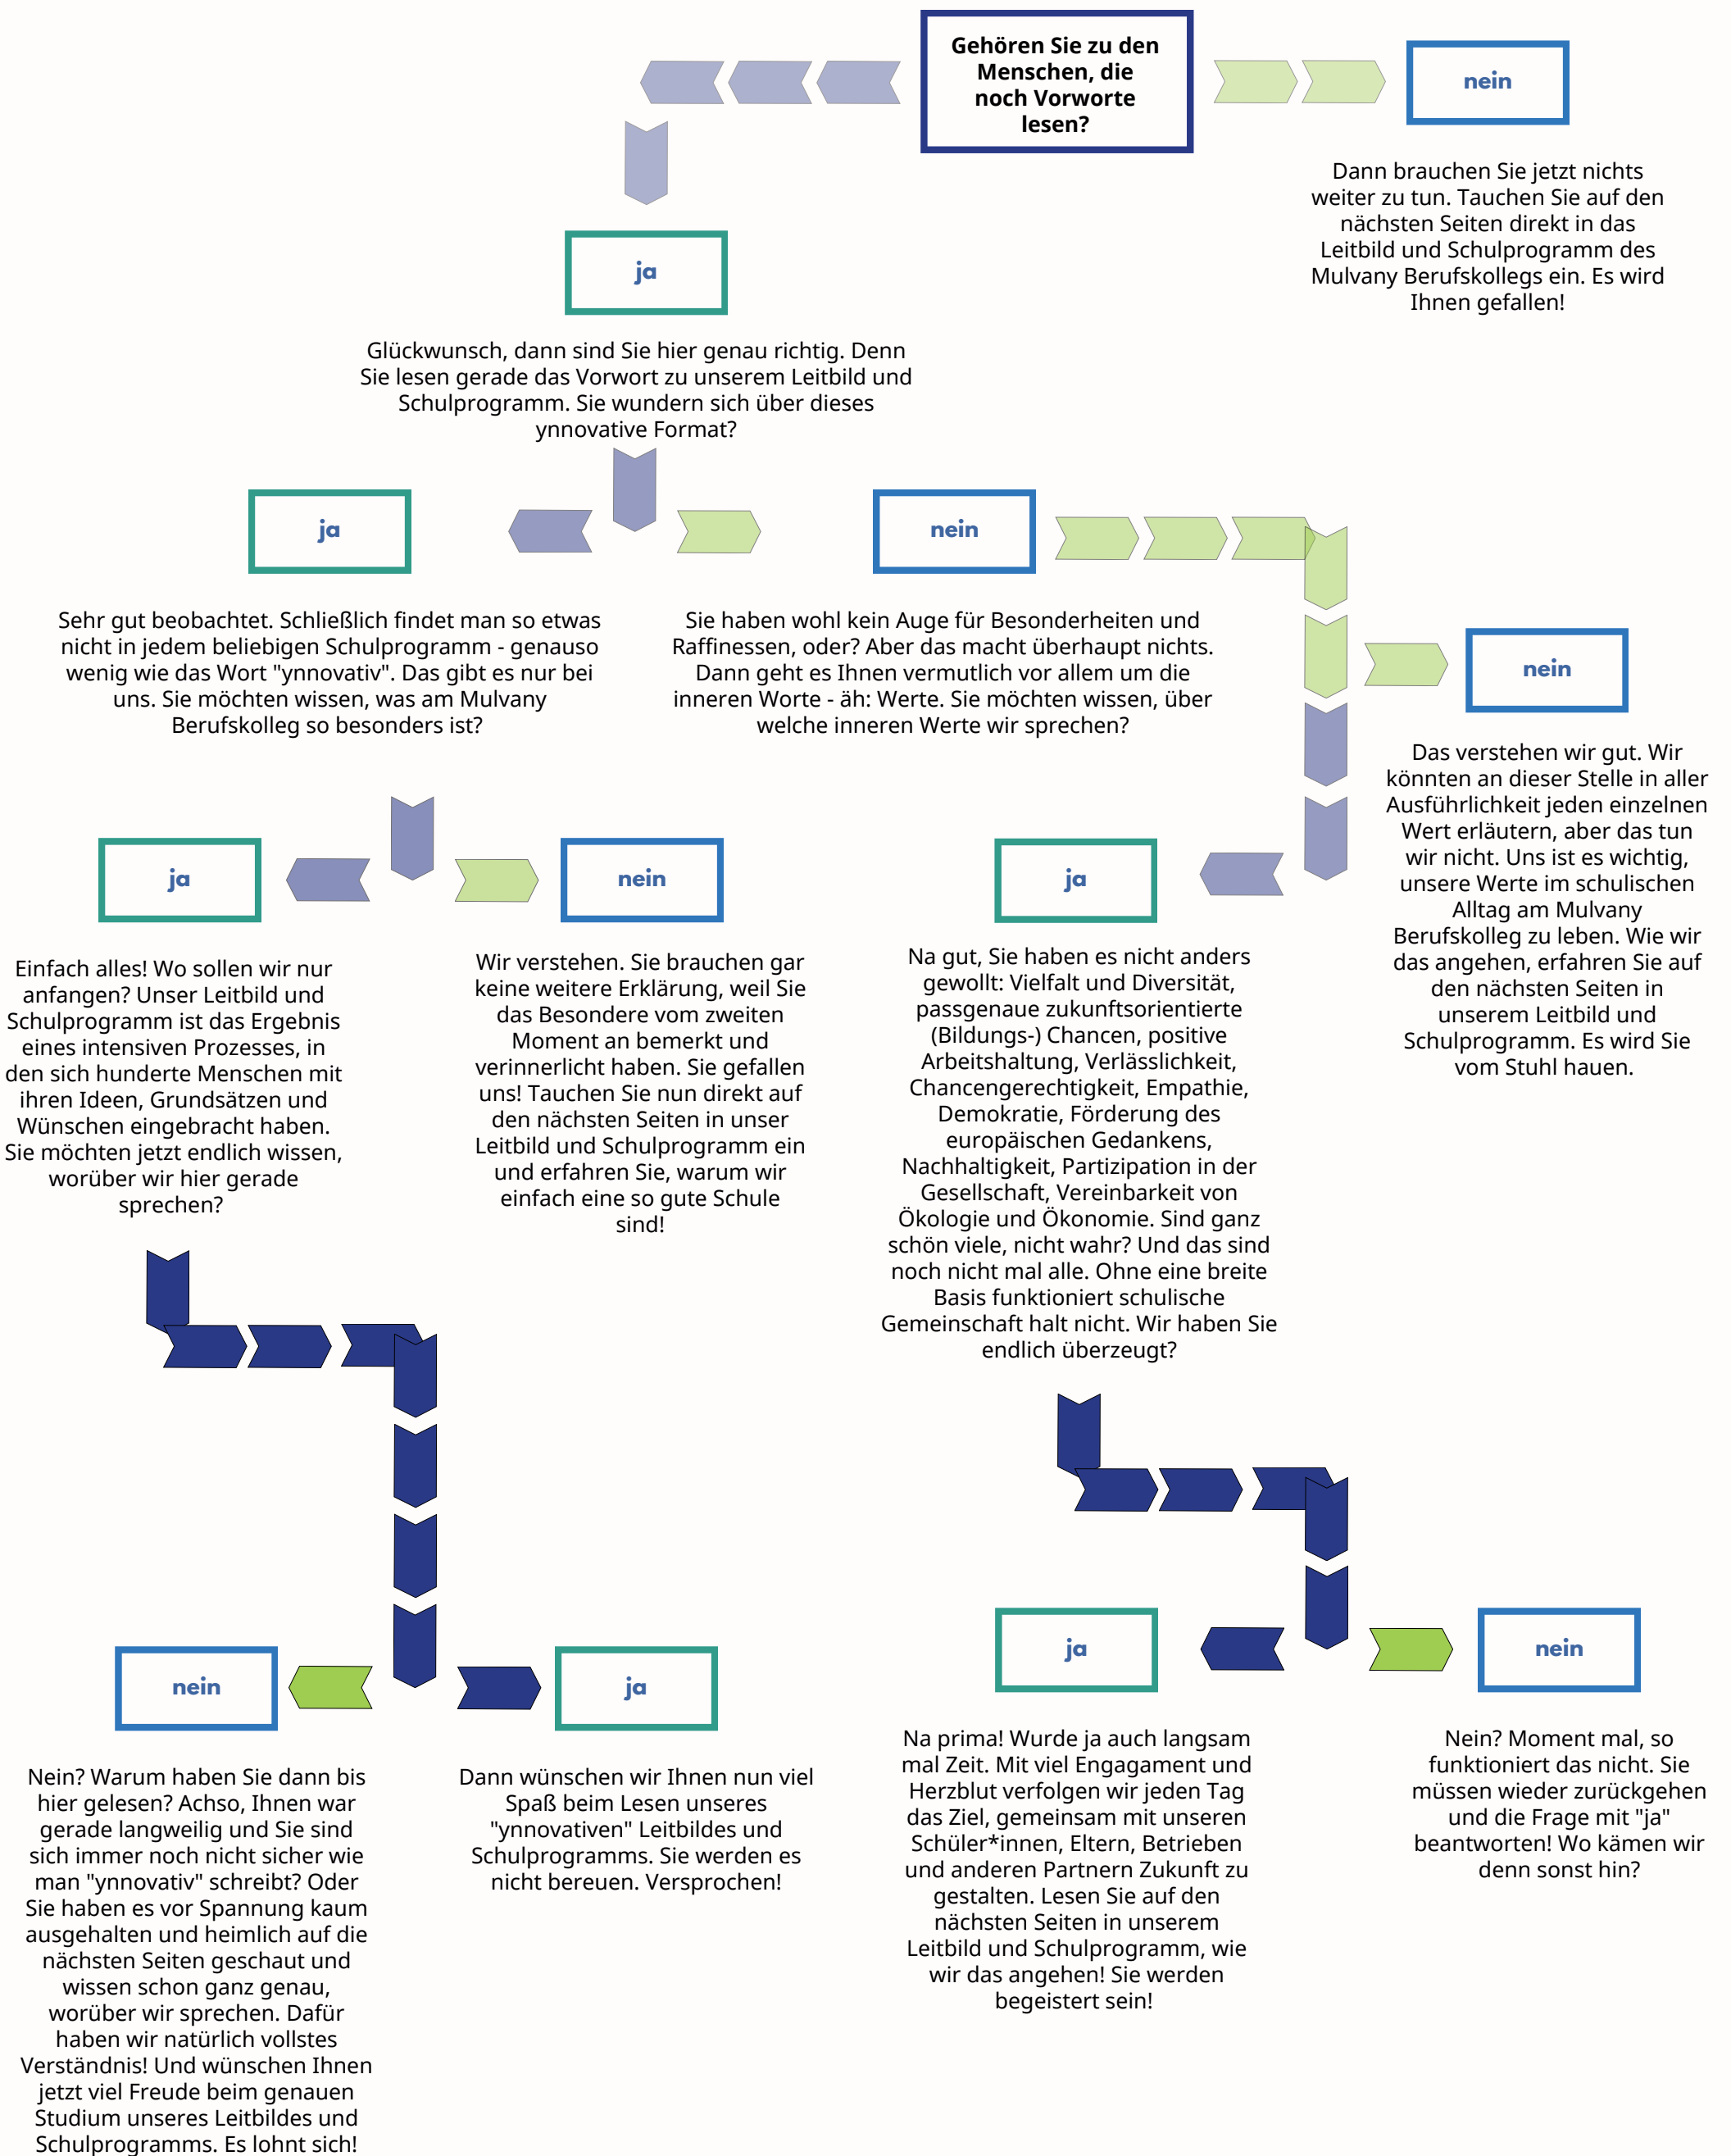 Gehören Sie zu den
Menschen, die
noch Vorworte
lesen?
nein
Dann brauchen Sie jetzt nichts
weiter zu tun. Tauchen Sie auf den
nächsten Seiten direkt in das
Leitbild und Schulprogramm des
Mulvany Berufskollegs ein. Es wird
Ihnen gefallen!
ja
Glückwunsch, dann sind Sie hier genau richtig. Denn
Sie lesen gerade das Vorwort zu unserem Leitbild und
Schulprogramm. Sie wundern sich über dieses
ynnovative Format?
ja
Sehr gut beobachtet. Schließlich findet man so etwas
nicht in jedem beliebigen Schulprogramm - genauso
wenig wie das Wort "ynnovativ". Das gibt es nur bei
uns. Sie möchten wissen, was am Mulvany
Berufskolleg so besonders ist?
nein
Sie haben wohl kein Auge für Besonderheiten und
Raffinessen, oder? Aber das macht überhaupt nichts.
Dann geht es Ihnen vermutlich vor allem um die
inneren Worte - äh: Werte. Sie möchten wissen, über
welche inneren Werte wir sprechen?
nein
Das verstehen wir gut. Wir
könnten an dieser Stelle in aller
Ausführlichkeit jeden einzelnen
Wert erläutern, aber das tun
wir nicht. Uns ist es wichtig,
unsere Werte im schulischen
Alltag am Mulvany
Berufskolleg zu leben. Wie wir
das angehen, erfahren Sie auf
den nächsten Seiten in
unserem Leitbild und
Schulprogramm. Es wird Sie
vom Stuhl hauen.
ja
Einfach alles! Wo sollen wir nur
anfangen? Unser Leitbild und
Schulprogramm ist das Ergebnis
eines intensiven Prozesses, in
den sich hunderte Menschen mit
ihren Ideen, Grundsätzen und
Wünschen eingebracht haben.
Sie möchten jetzt endlich wissen,
worüber wir hier gerade
sprechen?
nein
Wir verstehen. Sie brauchen gar
keine weitere Erklärung, weil Sie
das Besondere vom zweiten
Moment an bemerkt und
verinnerlicht haben. Sie gefallen
uns! Tauchen Sie nun direkt auf
den nächsten Seiten in unser
Leitbild und Schulprogramm ein
und erfahren Sie, warum wir
einfach eine so gute Schule
sind!
ja
Na gut, Sie haben es nicht anders
gewollt: Vielfalt und Diversität,
passgenaue zukunftsorientierte
(Bildungs-) Chancen, positive
Arbeitshaltung, Verlässlichkeit,
Chancengerechtigkeit, Empathie,
Demokratie, Förderung des
europäischen Gedankens,
Nachhaltigkeit, Partizipation in der
Gesellschaft, Vereinbarkeit von
Ökologie und Ökonomie. Sind ganz
schön viele, nicht wahr? Und das sind
noch nicht mal alle. Ohne eine breite
Basis funktioniert schulische
Gemeinschaft halt nicht. Wir haben Sie
endlich überzeugt?
nein
Nein? Warum haben Sie dann bis
hier gelesen? Achso, Ihnen war
gerade langweilig und Sie sind
sich immer noch nicht sicher wie
man "ynnovativ" schreibt? Oder
Sie haben es vor Spannung kaum
ausgehalten und heimlich auf die
nächsten Seiten geschaut und
wissen schon ganz genau,
worüber wir sprechen. Dafür
haben wir natürlich vollstes
Verständnis! Und wünschen Ihnen
jetzt viel Freude beim genauen
Studium unseres Leitbildes und
Schulprogramms. Es lohnt sich!
ja
Dann wünschen wir Ihnen nun viel
Spaß beim Lesen unseres
"ynnovativen" Leitbildes und
Schulprogramms. Sie werden es
nicht bereuen. Versprochen!
ja
Na prima! Wurde ja auch langsam
mal Zeit. Mit viel Engagament und
Herzblut verfolgen wir jeden Tag
das Ziel, gemeinsam mit unseren
Schüler*innen, Eltern, Betrieben
und anderen Partnern Zukunft zu
gestalten. Lesen Sie auf den
nächsten Seiten in unserem
Leitbild und Schulprogramm, wie
wir das angehen! Sie werden
begeistert sein!
nein
Nein? Moment mal, so
funktioniert das nicht. Sie
müssen wieder zurückgehen
und die Frage mit "ja"
beantworten! Wo kämen wir
denn sonst hin?